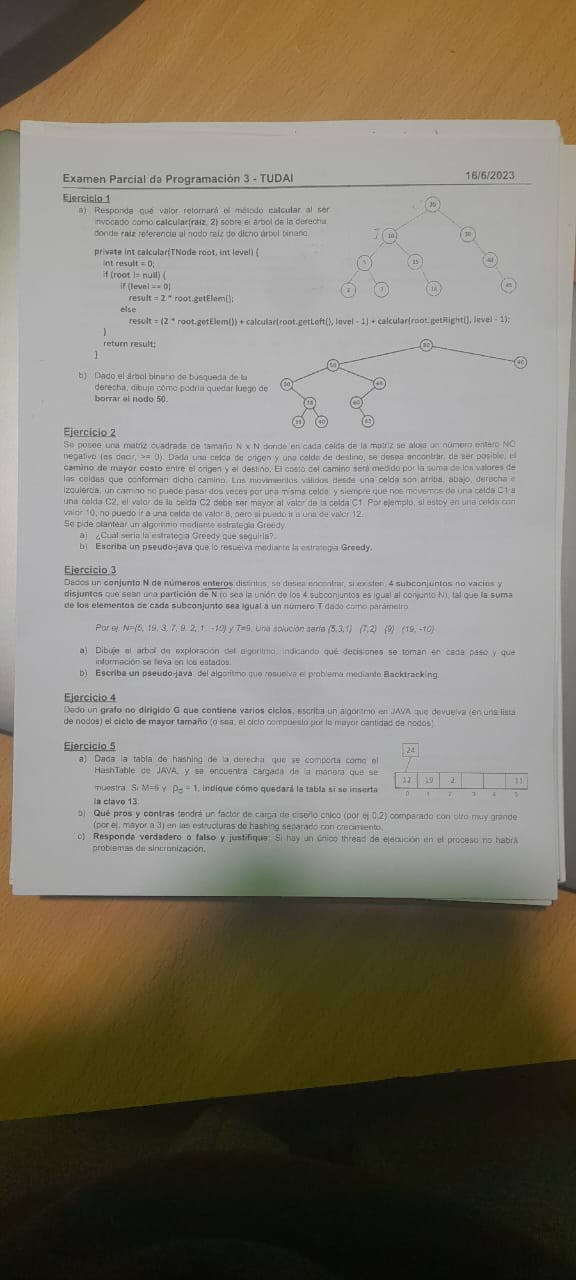 Examen Parcial de Programación 3 - TUDAI 16/6/2023
Ejercicio 1
a) Responda qué valor retornará el método calcular al ser
invocado como calcular(raiz, 2) sobre el árbol de la derecha,
donde raiz referencia al nodo raíz de dicho árbol binario.
private int calcular(TNode root, int level) {
int result = 0;
if (root != null) {
if (level == 0)
result = 2 * root.getElem();
else
result = (2 * root.getElem()) + calcular(root.getLeft(), level - 1) + calcular(root.getRight(), level - 1);
}
return result;
}
10
15
b) Dado el árbol binario de búsqueda de la
derecha, dibuje cómo podría quedar luego de
borrar el nodo 50.
80
50
Ejercicio 2
Se posee una matriz cuadrada de tamaño N x N donde en cada celda de la matriz se aloja un número entero NO
negativo (es decir, >= 0). Dada una celda de origen y una celda de destino, se desea encontrar, de ser posible, el
camino de mayor costo entre el origen y el destino. El costo del camino será medido por la suma de los valores de
las celdas que conforman dicho camino. Los movimientos válidos desde una celda son arriba, abajo, derecha e
izquierda, un camino no puede pasar dos veces por una misma celda, y siempre que nos movemos de una celda C1 a
una celda C2, el valor de la celda C2 debe ser mayor al valor de la celda C1. Por ejemplo, si estoy en una celda con
valor 10, no puedo ir a una celda de valor 8, pero si puedo ir a una de valor 12.
Se pide plantear un algoritmo mediante estrategia Greedy
a) ¿Cuál sería la estrategia Greedy que seguiría?.
b) Escriba un pseudo-java que lo resuelva mediante la estrategia Greedy.
Ejercicio 3
Dados un conjunto N de números enteros distintos, se desea encontrar, si existen, 4 subconjuntos no vacíos y
disjuntos que sean una partición de N (o sea la unión de los 4 subconjuntos es igual al conjunto N), tal que la suma
de los elementos de cada subconjunto sea igual a un número T dado como parámetro.
Por ej. N={5, 19, 3, 7, 9, 2, 1, -10} y T=9. Una solución sería {5,3,1} {7,2} {9} {19, -10}
a) Dibuje el árbol de exploración del algoritmo, indicando qué decisiones se toman en cada paso y que
información se lleva en los estados.
b) Escriba un pseudo-java del algoritmo que resuelva el problema mediante Backtracking.
Ejercicio 4
Dado un grafo no dirigido G que contiene varios ciclos, escriba un algoritmo en JAVA que devuelva (en una lista
de nodos) el ciclo de mayor tamaño (o sea, el ciclo compuesto por la mayor cantidad de nodos).
Ejercicio 5
a) Dada la tabla de hashing de la derecha, que se comporta como el
HashTable de JAVA, y se encuentra cargada de la manera que se
muestra. Si M=6 y ρd = 1, indique cómo quedará la tabla si se inserta
la clave 13.
24
12 19 2 11
0 1 2 3 4 5
b) Qué pros y contras tendrá un factor de carga de diseño chico (por ej 0.2) comparado con otro muy grande
(por ej. mayor a 3) en las estructuras de hashing separado con crecimiento.
c) Responda verdadero o falso y justifique: Si hay un único thread de ejecución en el proceso no habrá
problemas de sincronización.